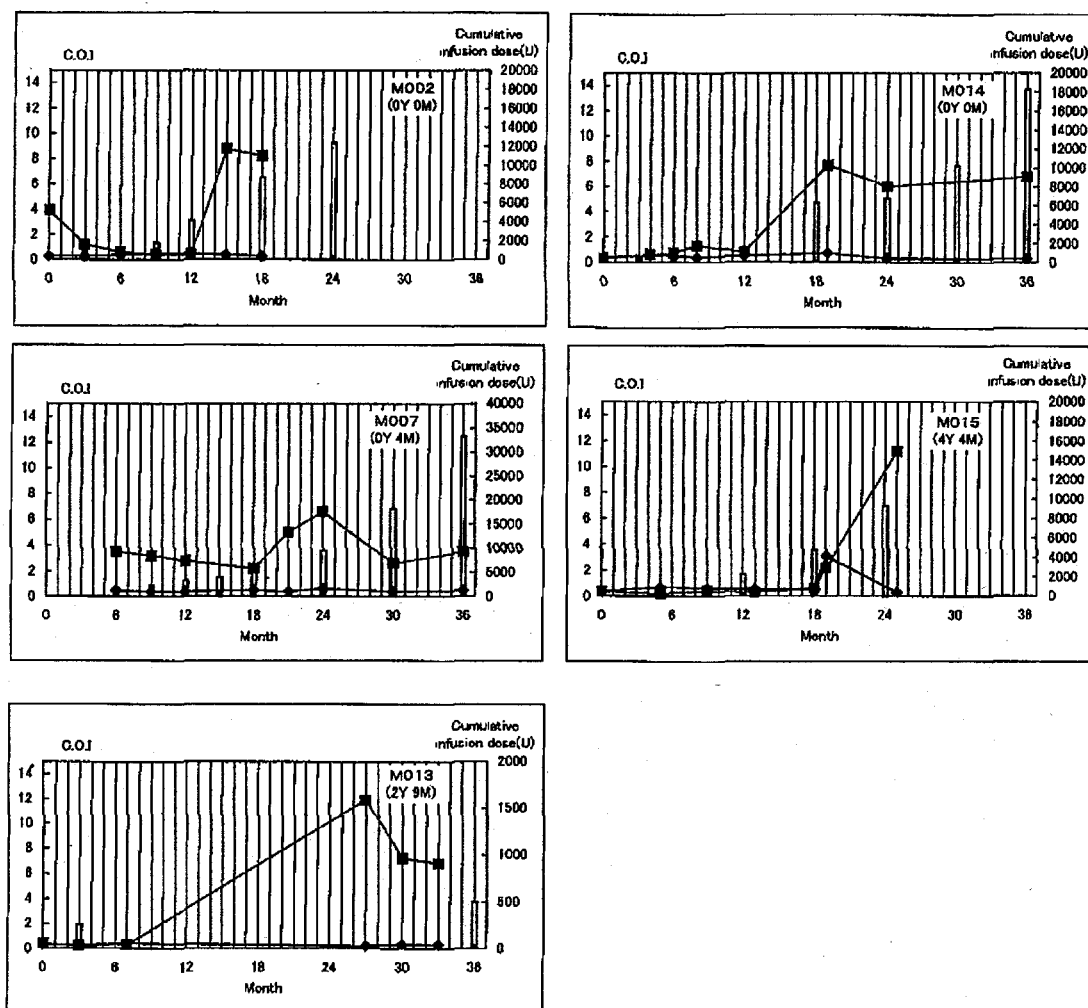 C.O.I
Cumulative
infusion dose(U)
M002
(0Y 0M)
14
12
10
8
6
4
2
0
20000
18000
16000
14000
12000
10000
8000
6000
4000
2000
0
0 6 12 18 24 30 36
Month
C.O.I
Cumulative
infusion dose(U)
M014
(0Y 0M)
14
12
10
8
6
4
2
0
20000
18000
16000
14000
12000
10000
8000
6000
4000
2000
0
0 6 12 18 24 30 36
Month
C.O.I
Cumulative
infusion dose(U)
M007
(0Y 4M)
14
12
10
8
6
4
2
0
40000
35000
30000
25000
20000
15000
10000
5000
0
0 6 12 18 24 30 36
Month
C.O.I
Cumulative
infusion dose(U)
M015
(4Y 4M)
14
12
10
8
6
4
2
0
20000
18000
16000
14000
12000
10000
8000
6000
4000
2000
0
0 6 12 18 24 30 36
Month
C.O.I
Cumulative
infusion dose(U)
M013
(2Y 9M)
14
12
10
8
6
4
2
0
2000
1500
1000
500
0
0 6 12 18 24 30 36
Month